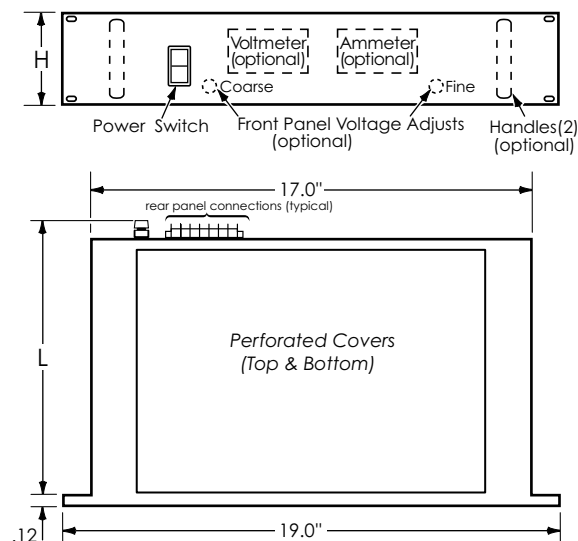 H
Voltmeter
(optional)
Ammeter
(optional)
Coarse
Fine
Power Switch
Front Panel Voltage Adjusts
(optional)
Handles(2)
(optional)
17.0"
rear panel connections (typical)
L
Perforated Covers
(Top & Bottom)
.12
19.0"